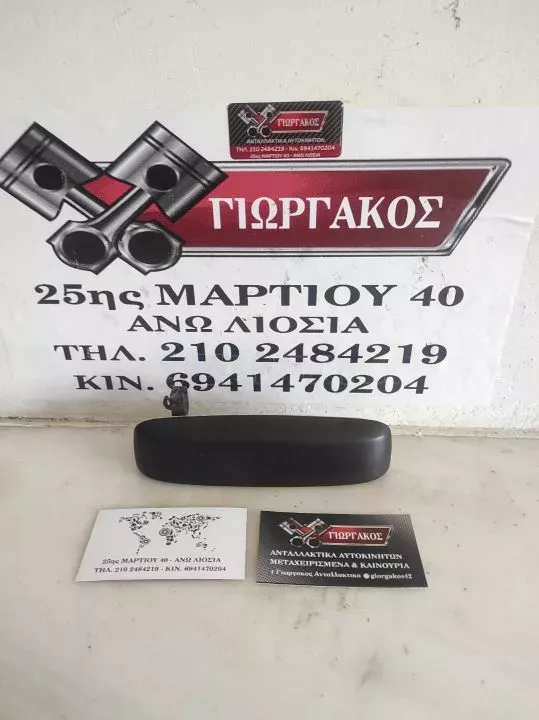 ΓΙΩΡΓΑΚΟΣ
ΑΝΤΑΛΛΑΚΤΙΚΑ ΑΥΤΟΚΙΝΗΤΩΝ
ΤΗΛ. 210 2484219 - Κιν. 6941470204
25ης ΜΑΡΤΙΟΥ 40 - ΑΝΩ ΛΙΟΣΙΑ
ΓΙΩΡΓΑΚΟΣ
25ης ΜΑΡΤΙΟΥ 40
ΑΝΩ ΛΙΟΣΙΑ
ΤΗΛ. 210 2484219
ΚΙΝ. 6941470204
25ης ΜΑΡΤΙΟΥ 40 - ΑΝΩ ΛΙΟΣΙΑ
ΤΗΛ. 210 2484219 - ΚΙΝ. 6941470204
ΓΙΩΡΓΑΚΟΣ
ΑΝΤΑΛΛΑΚΤΙΚΑ ΑΥΤΟΚΙΝΗΤΩΝ
ΜΕΤΑΧΕΙΡΙΣΜΕΝΑ & ΚΑΙΝΟΥΡΙΑ
f Γιωργακος Ανταλλακτικα giorgakos42